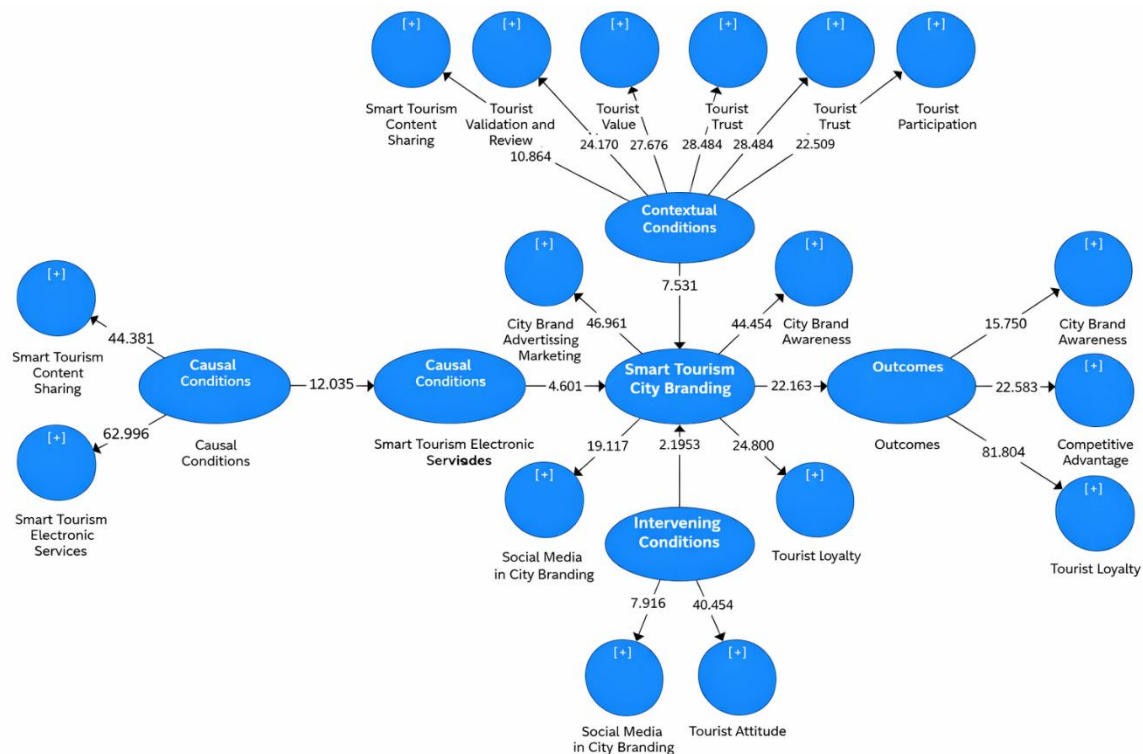 [+] [+] [+] [+] [+] [+]
Smart Tourism
Content
Sharing
Tourist
Validation and
Review
Tourist
Value
Tourist
Trust
Tourist
Trust
Tourist
Participation
10.864 24.170 27.676 28.484 28.484 22.509
Contextual
Conditions
[+] [+]
7.531
City Brand
Advertissing
Marketing
46.961
44.454
City Brand
Awareness
[+]
44.381
Smart Tourism
Content
Sharing
Causal
Conditions
Causal
Conditions
12.035
Causal
Conditions
Smart Tourism Electronic
4.601
Smart Tourism
City Branding
22.163
Outcomes
Outcomes
[+]
15.750
City Brand
Awareness
22.583
[+]
Competitive
Advantage
81.804
[+]
Tourist Loyalty
62.996
[+]
Smart Tourism
Electronic
Services
19.117 2.1953 24.800
[+] [+]
Social Media
in City Branding
Intervening
Conditions
Tourist Loyalty
7.916 40.454
[+] [+]
Social Media
in City Branding
Tourist Attitude